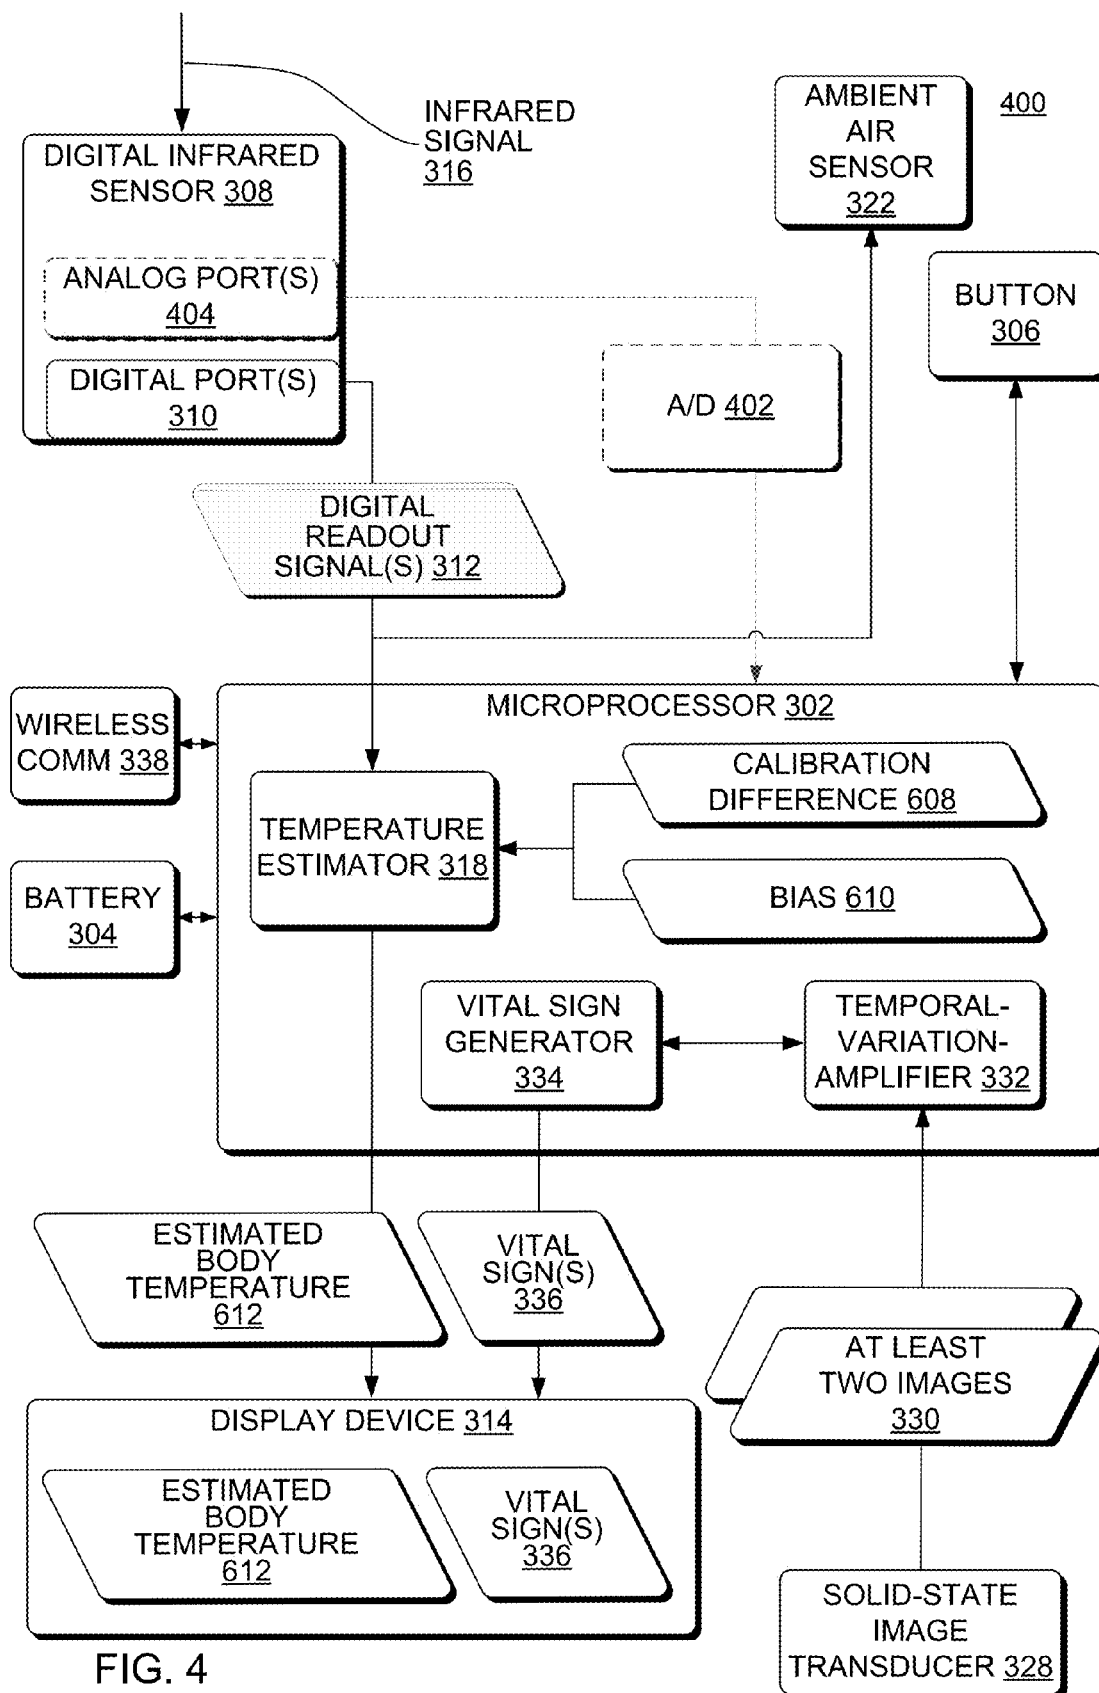 INFRARED
SIGNAL
316
AMBIENT
AIR
SENSOR
322
400
DIGITAL INFRARED
SENSOR 308
ANALOG PORT(S)
404
DIGITAL PORT(S)
310
A/D 402
BUTTON
306
DIGITAL
READOUT
SIGNAL(S) 312
MICROPROCESSOR 302
WIRELESS
COMM 338
BATTERY
304
TEMPERATURE
ESTIMATOR 318
CALIBRATION
DIFFERENCE 608
BIAS 610
VITAL SIGN
GENERATOR
334
TEMPORAL-
VARIATION-
AMPLIFIER 332
ESTIMATED
BODY
TEMPERATURE
612
VITAL
SIGN(S)
336
AT LEAST
TWO IMAGES
330
DISPLAY DEVICE 314
ESTIMATED
BODY
TEMPERATURE
612
VITAL
SIGN(S)
336
SOLID-STATE
IMAGE
TRANSDUCER 328
FIG. 4